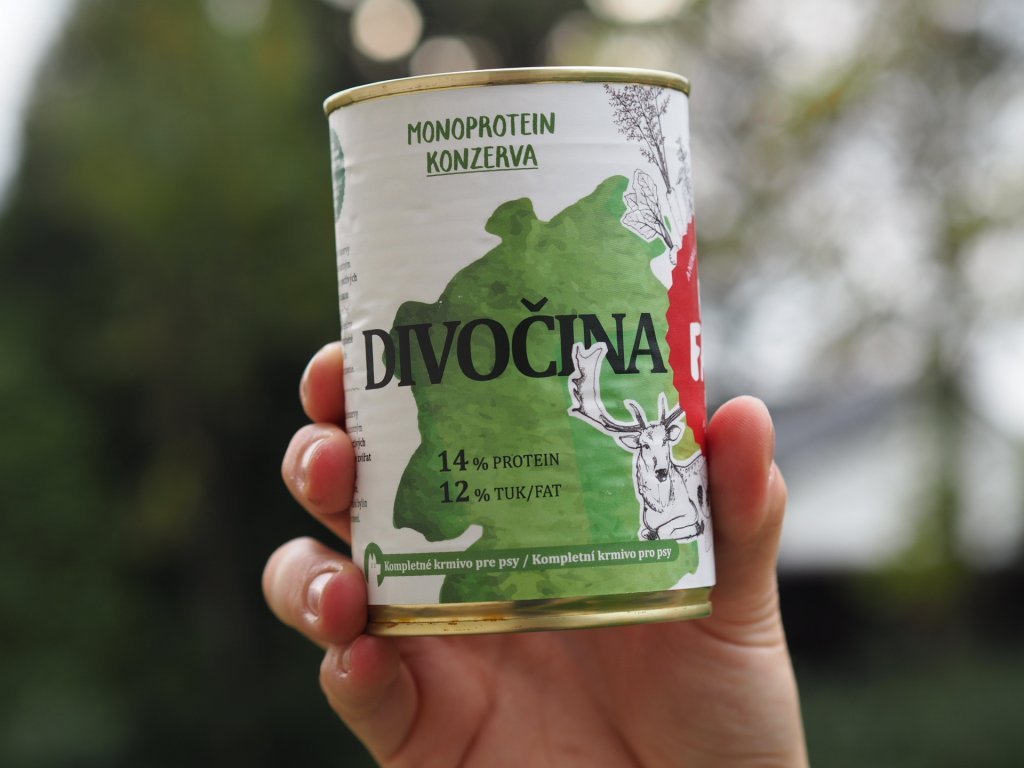 MONOPROTEIN
KONZERVA
DIVOČINA
14 % PROTEIN
12 % TUK/FAT
Kompletné krmivo pre psy / Kompletní krmivo pro psy